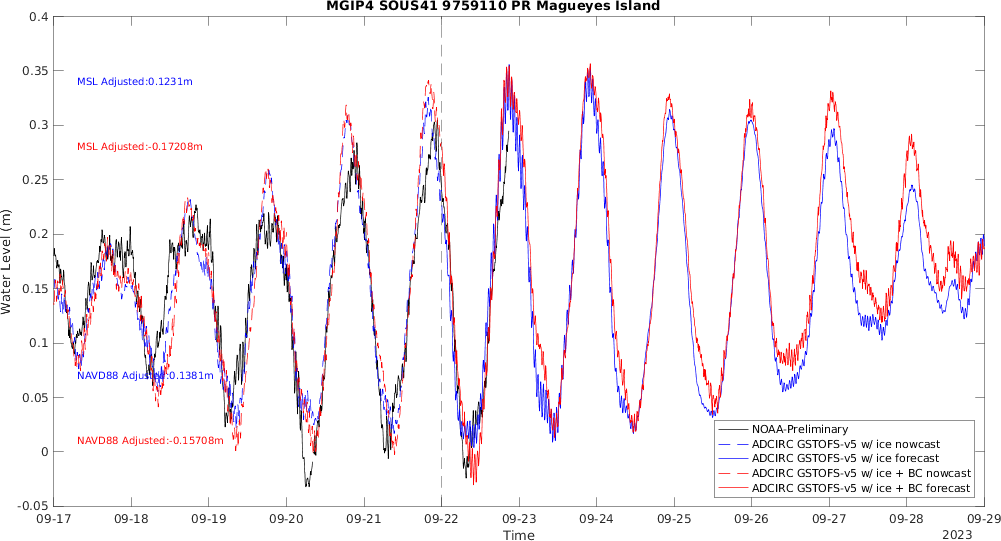 MGIP4 SOUS41 9759110 PR Magueyes Island
0.4
0.35
0.3
0.25
0.2
0.15
0.1
0.05
0
-0.05
Water Level (m)
MSL Adjusted:0.1231m
MSL Adjusted:-0.17208m
NAVD88 Adjusted:0.1381m
NAVD88 Adjusted:-0.15708m
NOAA-Preliminary
ADCIRC GSTOFS-v5 w/ ice nowcast
ADCIRC GSTOFS-v5 w/ ice forecast
ADCIRC GSTOFS-v5 w/ ice + BC nowcast
ADCIRC GSTOFS-v5 w/ ice + BC forecast
09-17 09-18 09-19 09-20 09-21 09-22 09-23 09-24 09-25 09-26 09-27 09-28 09-29
Time
2023